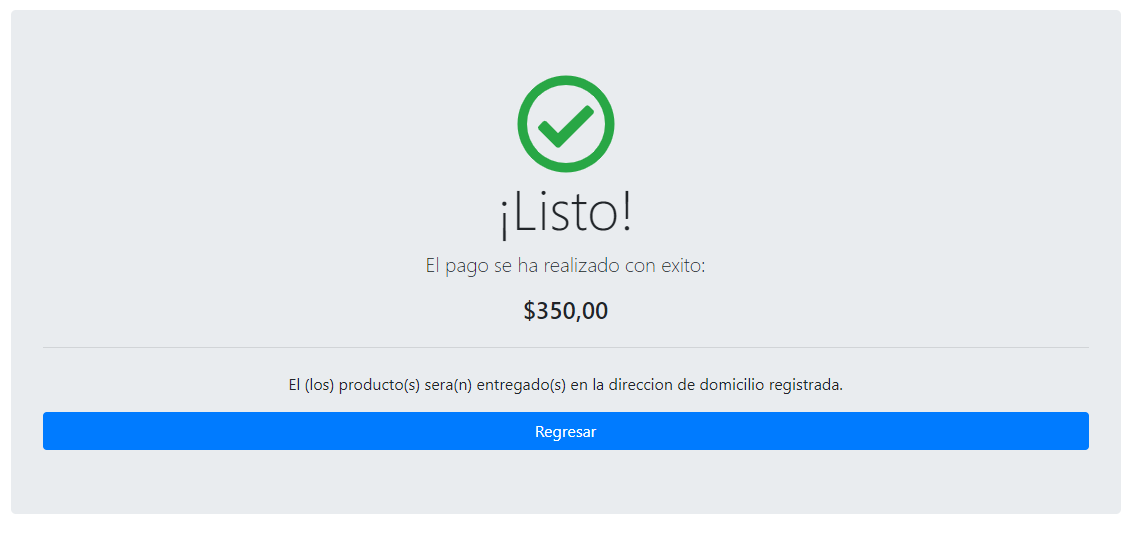 ¡Listo!
El pago se ha realizado con exito:
$350,00
El (los) producto(s) sera(n) entregado(s) en la direccion de domicilio registrada.
Regresar